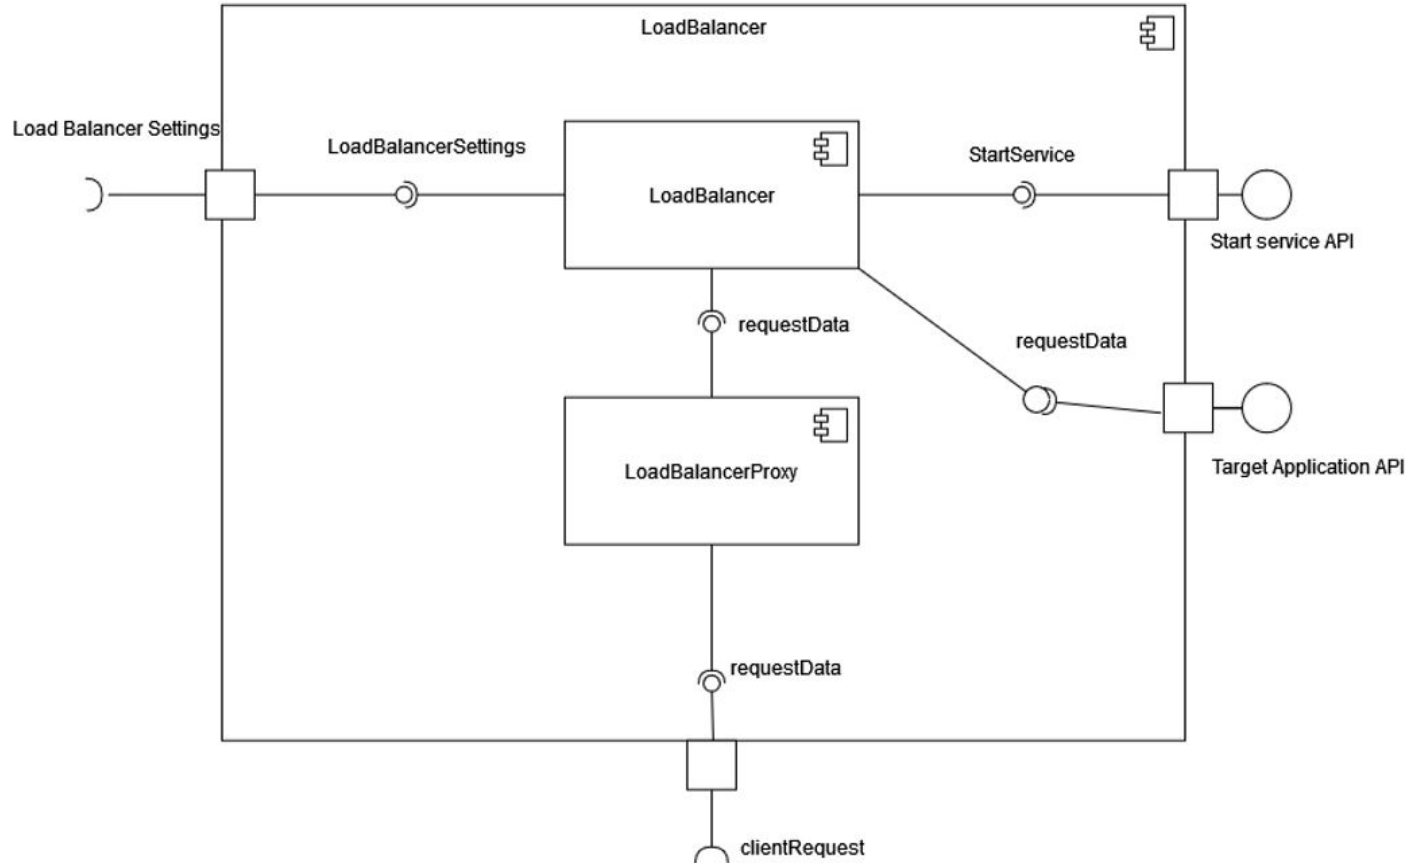 LoadBalancer
Load Balancer Settings
LoadBalancerSettings
StartService
LoadBalancer
Start service API
requestData
requestData
Target Application API
LoadBalancerProxy
requestData
clientRequest